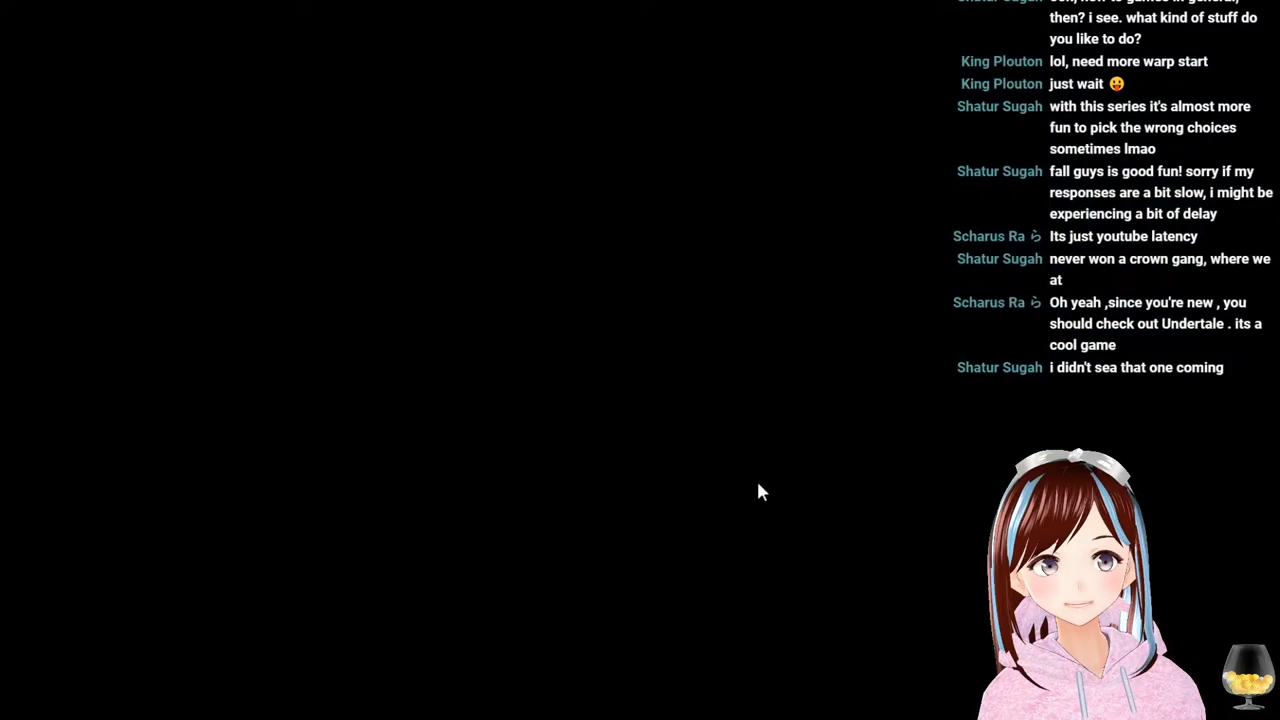 Shatur Sugah
then? i see. what kind of stuff do
you like to do?
King Plouton lol, need more warp start
King Plouton just wait 😛
Shatur Sugah with this series it's almost more
fun to pick the wrong choices
sometimes lmao
Shatur Sugah fall guys is good fun! sorry if my
responses are a bit slow, i might be
experiencing a bit of delay
Scharus Ra ら Its just youtube latency
Shatur Sugah never won a crown gang, where we
at
Scharus Ra ら Oh yeah ,since you're new , you
should check out Undertale . its a
cool game
Shatur Sugah i didn't sea that one coming